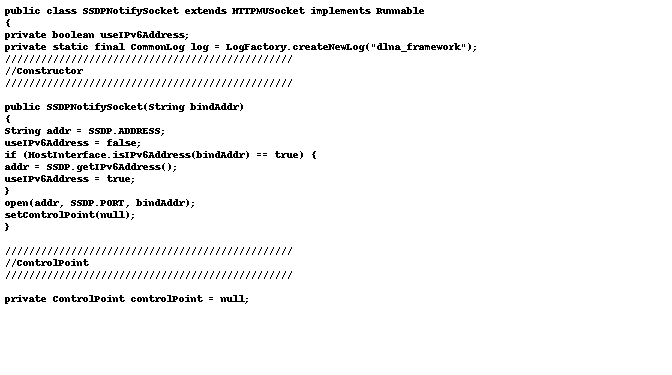 public class SSDPNotifySocket extends HTTPMUSocket implements Runnable
{
private boolean useIPv6Address;
private static final CommonLog log = LogFactory.createNewLog("dlna_framework");
////////////////////////////////////////////////
//Constructor
////////////////////////////////////////////////
public SSDPNotifySocket(String bindAddr)
{
String addr = SSDP.ADDRESS;
useIPv6Address = false;
if (HostInterface.isIPv6Address(bindAddr) == true) {
addr = SSDP.getIPv6Address();
useIPv6Address = true;
}
open(addr, SSDP.PORT, bindAddr);
setControlPoint(null);
}
////////////////////////////////////////////////
//ControlPoint
////////////////////////////////////////////////
private ControlPoint controlPoint = null;